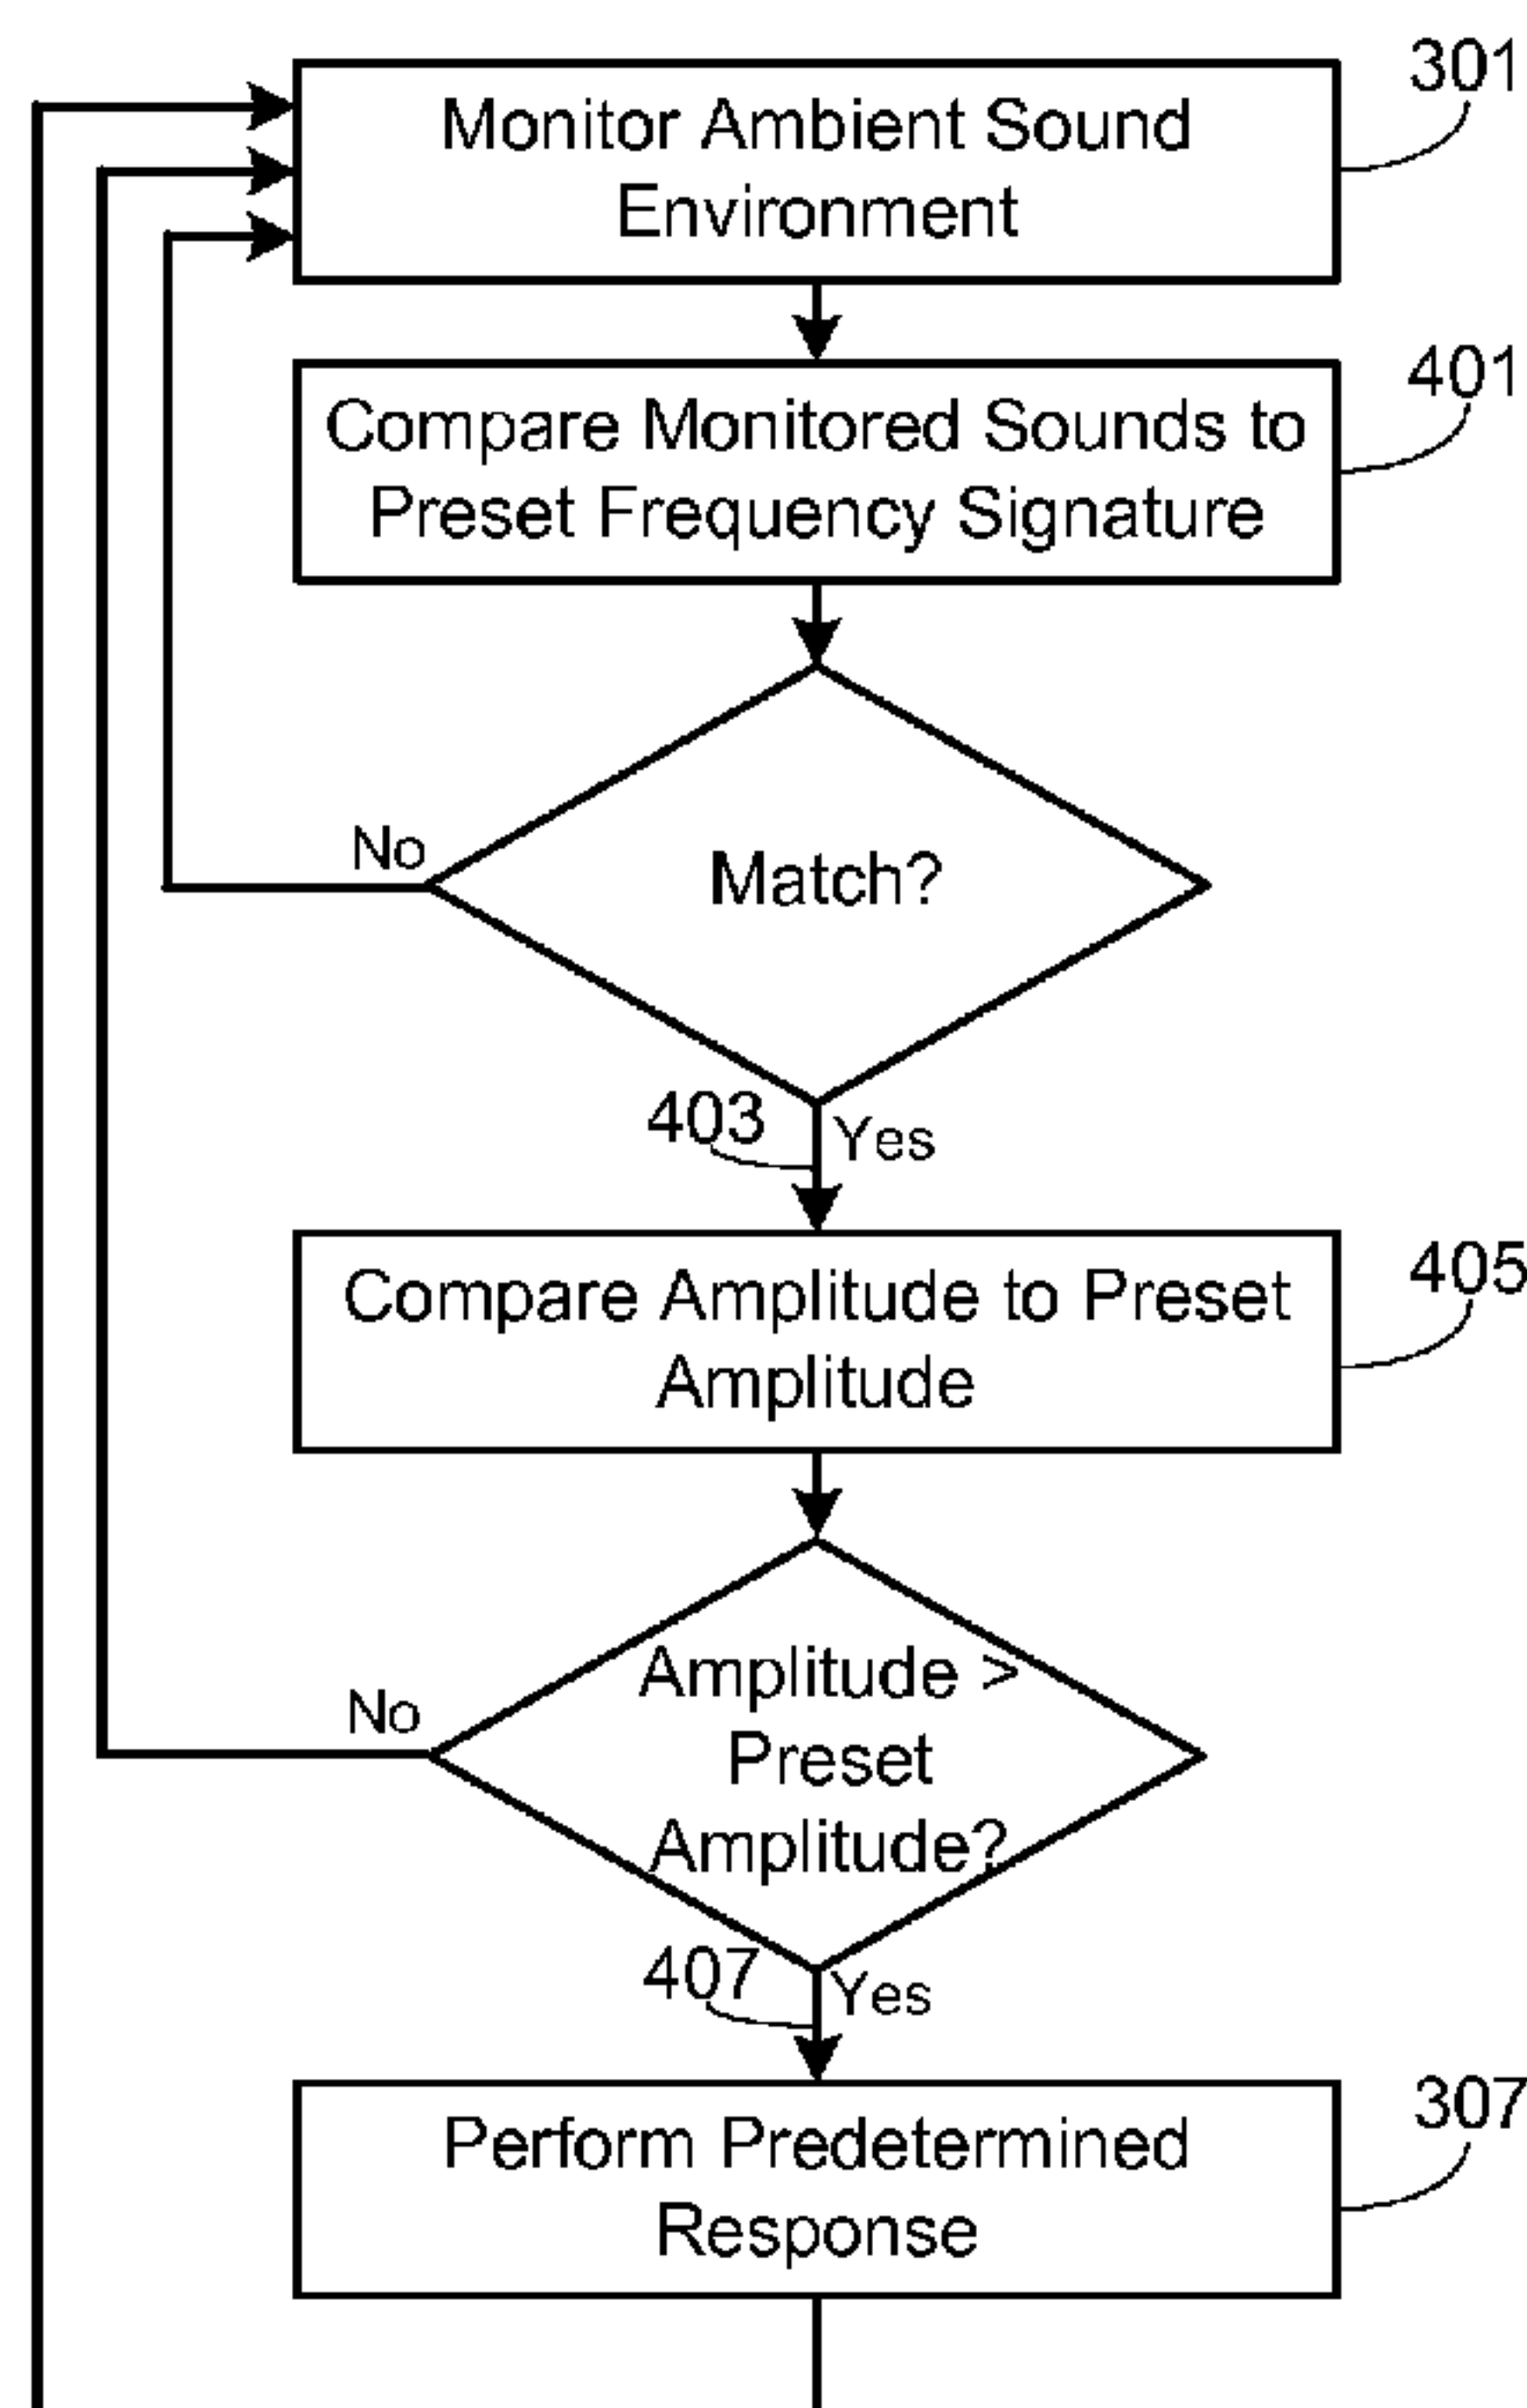 301
Monitor Ambient Sound
Environment
401
Compare Monitored Sounds to
Preset Frequency Signature
No
Match?
403
Yes
405
Compare Amplitude to Preset
Amplitude
No
Amplitude >
Preset
Amplitude?
407
Yes
307
Perform Predetermined
Response